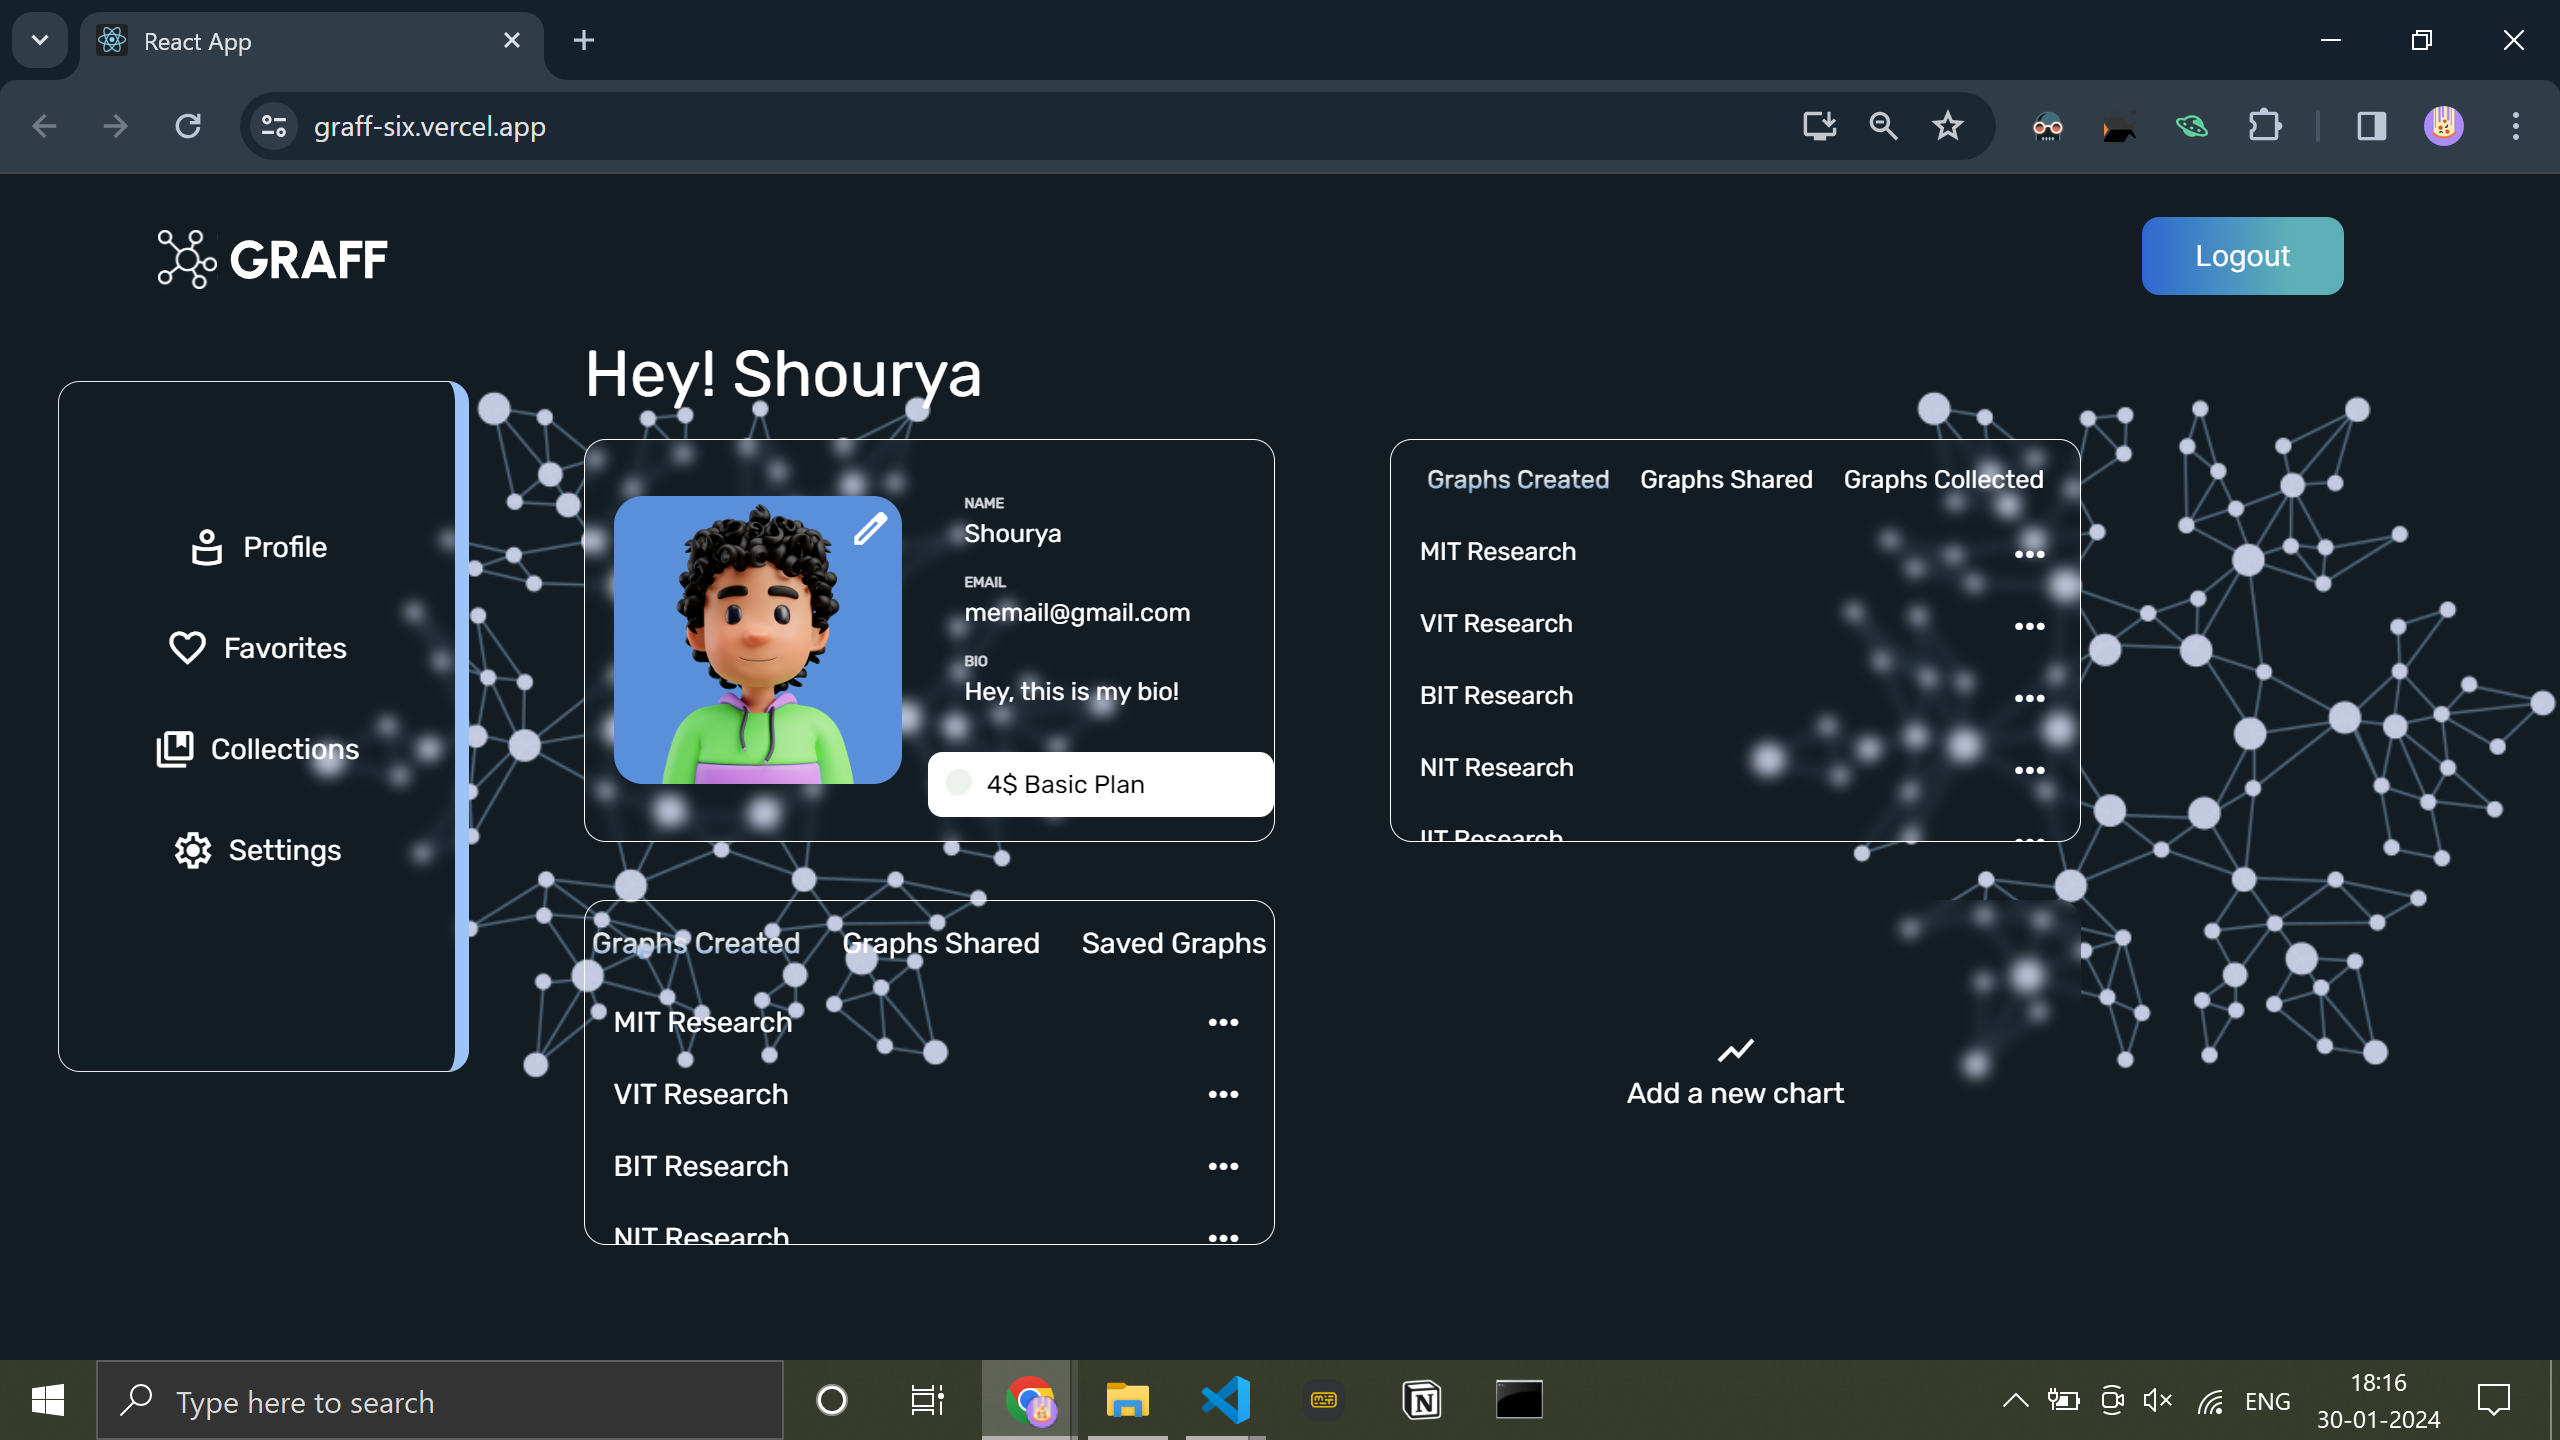 React App
graff-six.vercel.app
GRAFF
Logout
Hey! Shourya
Profile
Favorites
Collections
Settings
NAME
Shourya
EMAIL
memail@gmail.com
BIO
Hey, this is my bio!
4$ Basic Plan
Graphs Created Graphs Shared Graphs Collected
MIT Research
VIT Research
BIT Research
NIT Research
IIT Research
Graphs Created Graphs Shared Saved Graphs
MIT Research
VIT Research
BIT Research
NIT Research
Add a new chart
Type here to search
ENG
18:16
30-01-2024